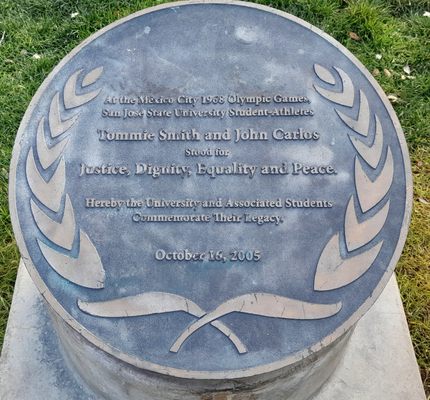 At the Mexico City 1968 Olympic Games,
San Jose State University Student-Athletes
Tommie Smith and John Carlos
Stood for
Justice, Dignity, Equality and Peace.
Hereby the University and Associated Students
Commemorate Their Legacy.
October 16, 2005